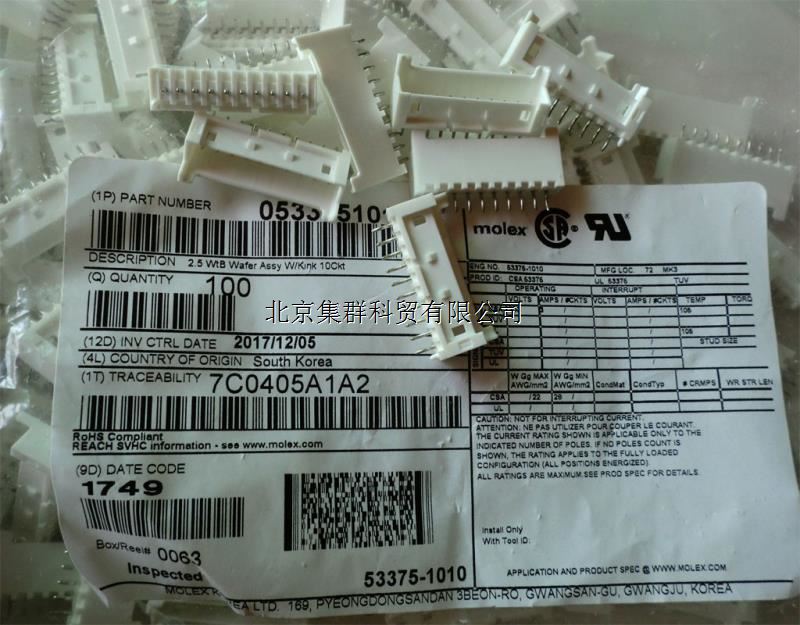 (1P) PART NUMBER
DESCRIPTION 2.5 WtB Wafer Assy W/Kink 10Ckt
(Q) QUANTITY 100
(12D) INV CTRL DATE 2017/12/05
(4L) COUNTRY OF ORIGIN South Korea
(1T) TRACEABILITY 7C0405A1A2
RoHS Compliant
REACH SVHC information - see www.molex.com
(9D) DATE CODE
1749
Box/Reel# 0063
Inspected
53375-1010
molex
ENG NO. 53375-1010 MFG LOC. 72 MK3
PROD ID: CSA 53375 UL 53375 TUV
OPERATING INTERRUPT
VOLTS AMPS / #CKTS VOLTS AMPS / #CKTS TEMP TORQ
105
CSA 105
TUV STUD SIZE
UL
W Gg MAX W Gg MIN
AWG/mm2 AWG/mm2 CondMat CondTyp # CRMPS WR STR LEN
CSA / 22 28 /
UL
CAUTION: NOT FOR INTERRUPTING CURRENT.
ATTENTION: NE PAS UTILIZER POUR COUPER LE COURANT.
THE CURRENT RATING SHOWN IS APPLICABLE ONLY TO THE
INDICATED NUMBER OF POLES. IF NO POLES COUNT IS
SHOWN, THE RATING APPLIES TO THE FULLY LOADED
CONFIGURATION (ALL POSITIONS ENERGIZED).
ALL RATINGS ARE MAXIMUM. SEE PROD SPEC FOR DETAILS.
Install Only
With Tool ID:
APPLICATION AND PRODUCT SPEC @ WWW.MOLEX.COM
MOLEX LTD. 169, PYEONGDONGSANDAN 3BEON-RO, GWANGSAN-GU, GWANGJU, KOREA
北京集群科贸有限公司